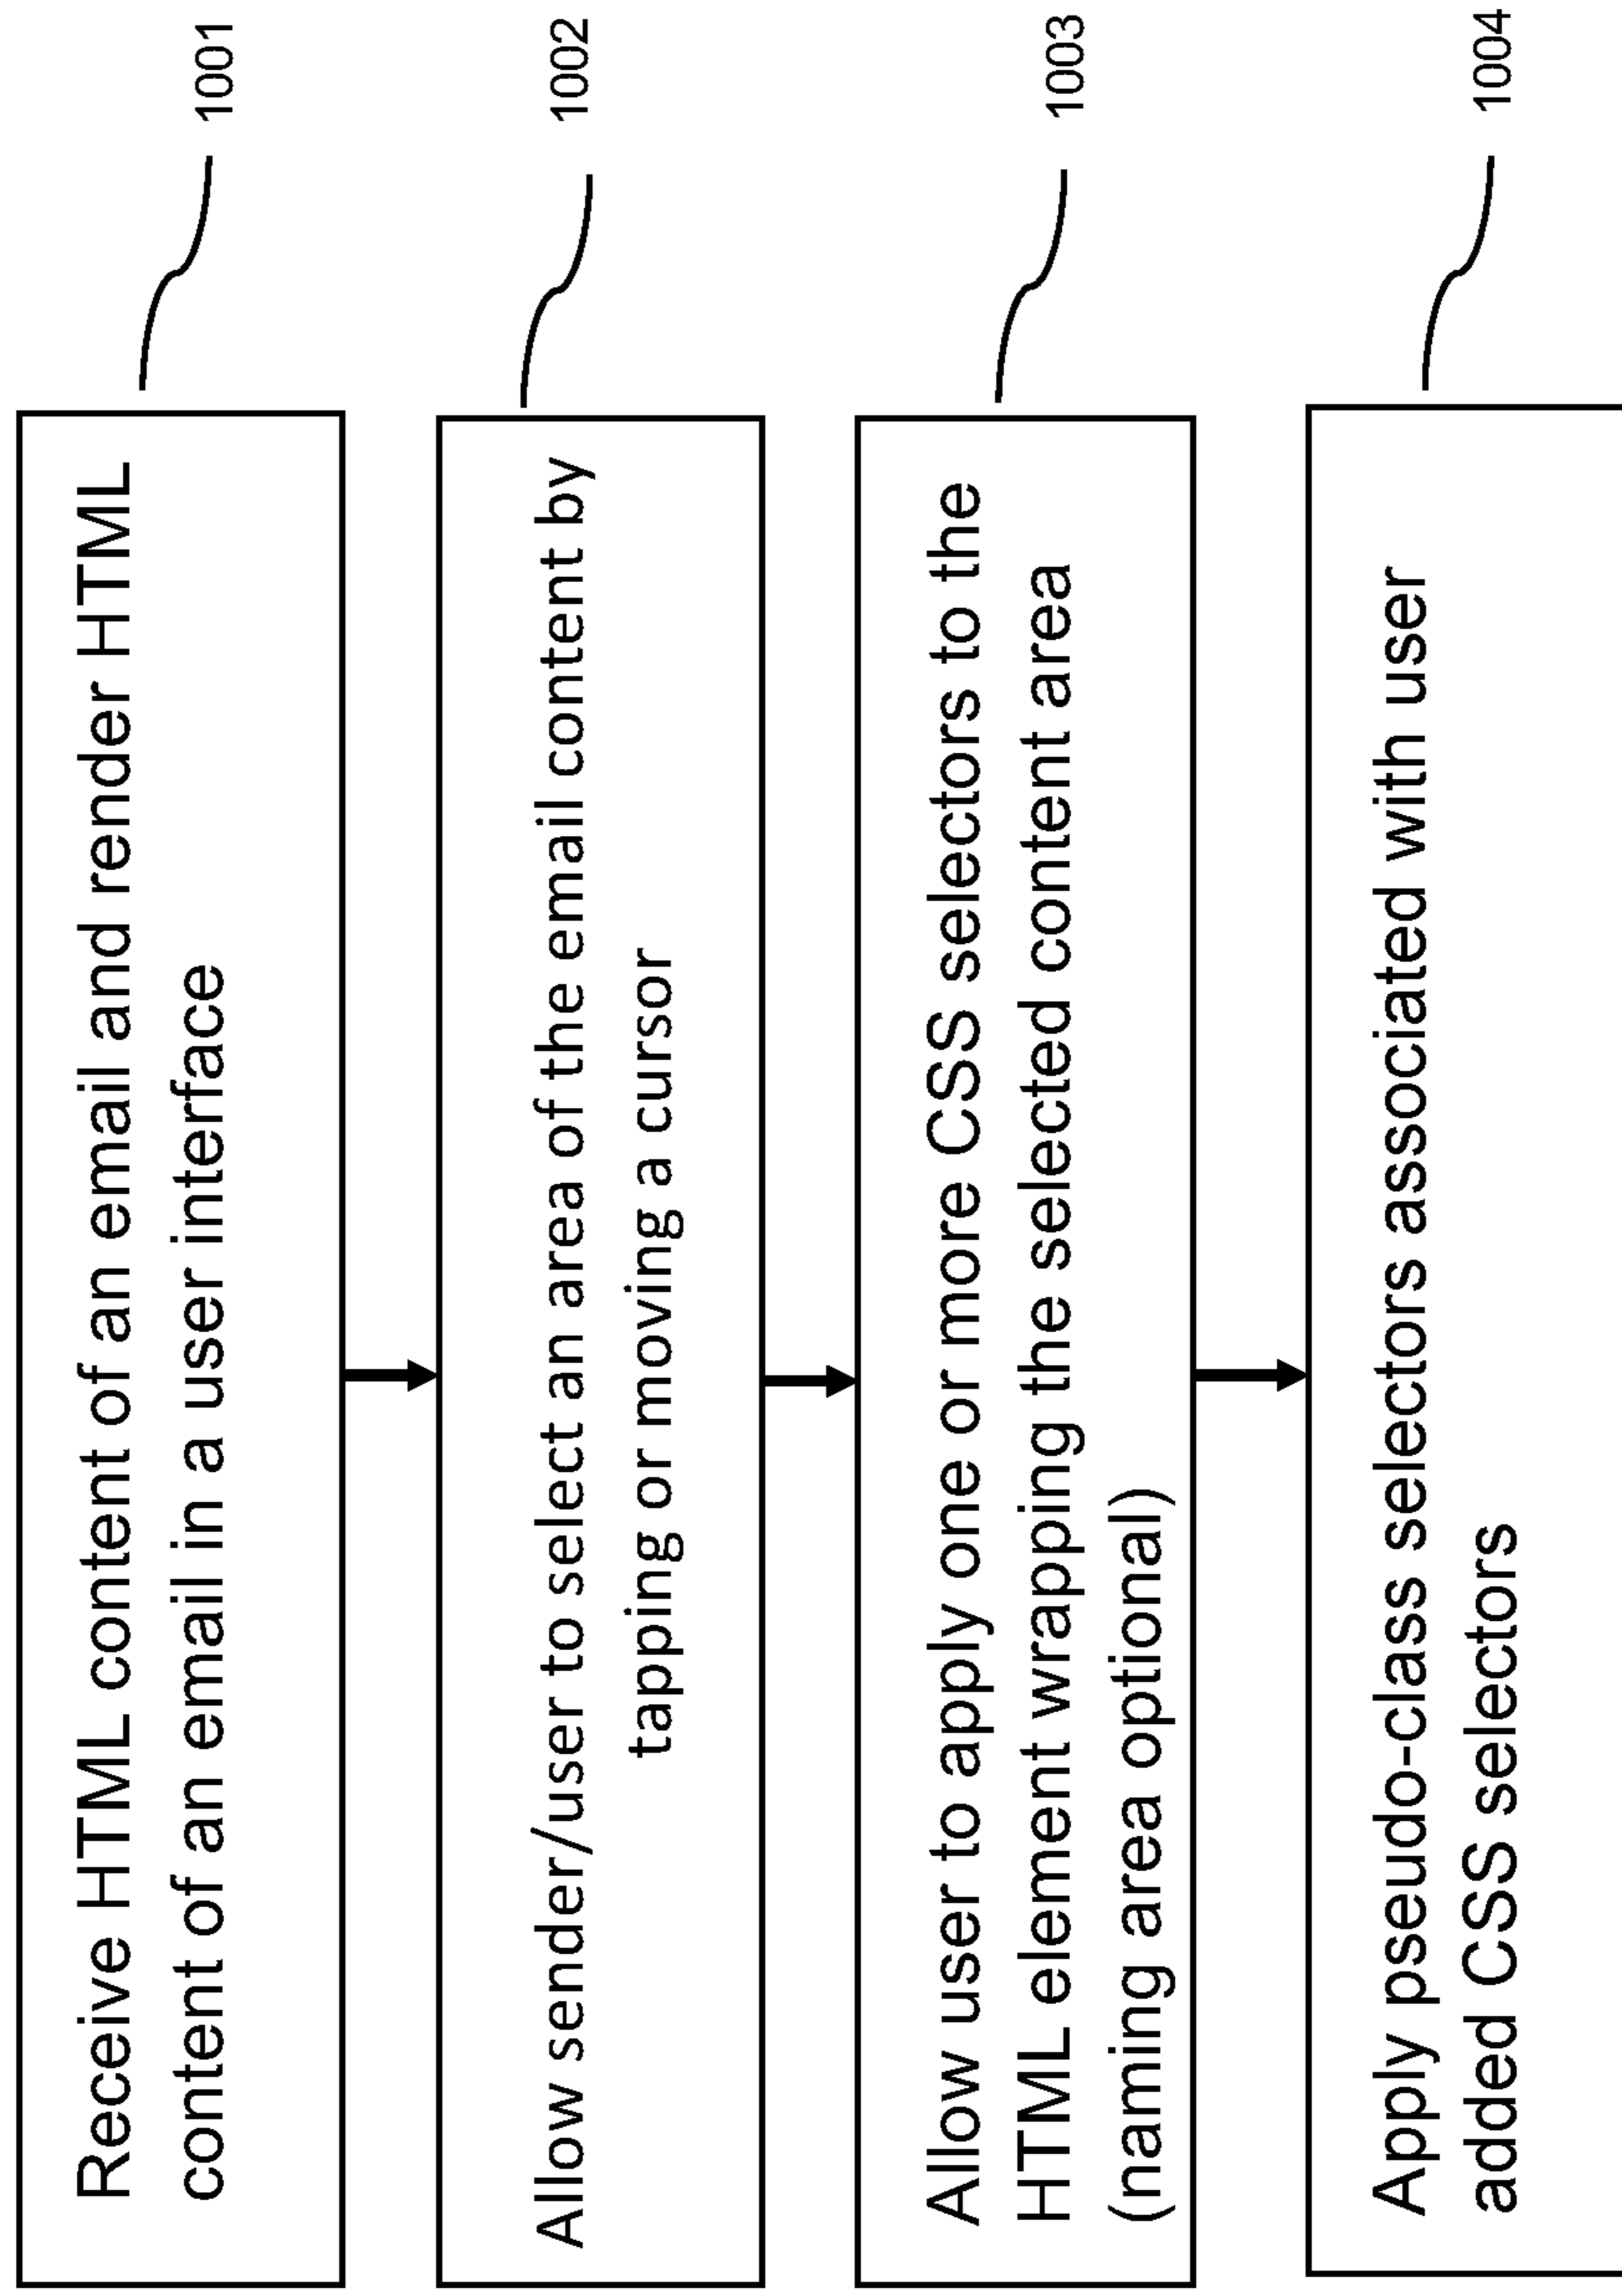 Receive HTML content of an email and render HTML
content of an email in a user interface
1001
Allow sender/user to select an area of the email content by
tapping or moving a cursor
1002
Allow user to apply one or more CSS selectors to the
HTML element wrapping the selected content area
(naming area optional)
1003
Apply pseudo-class selectors associated with user
added CSS selectors
1004